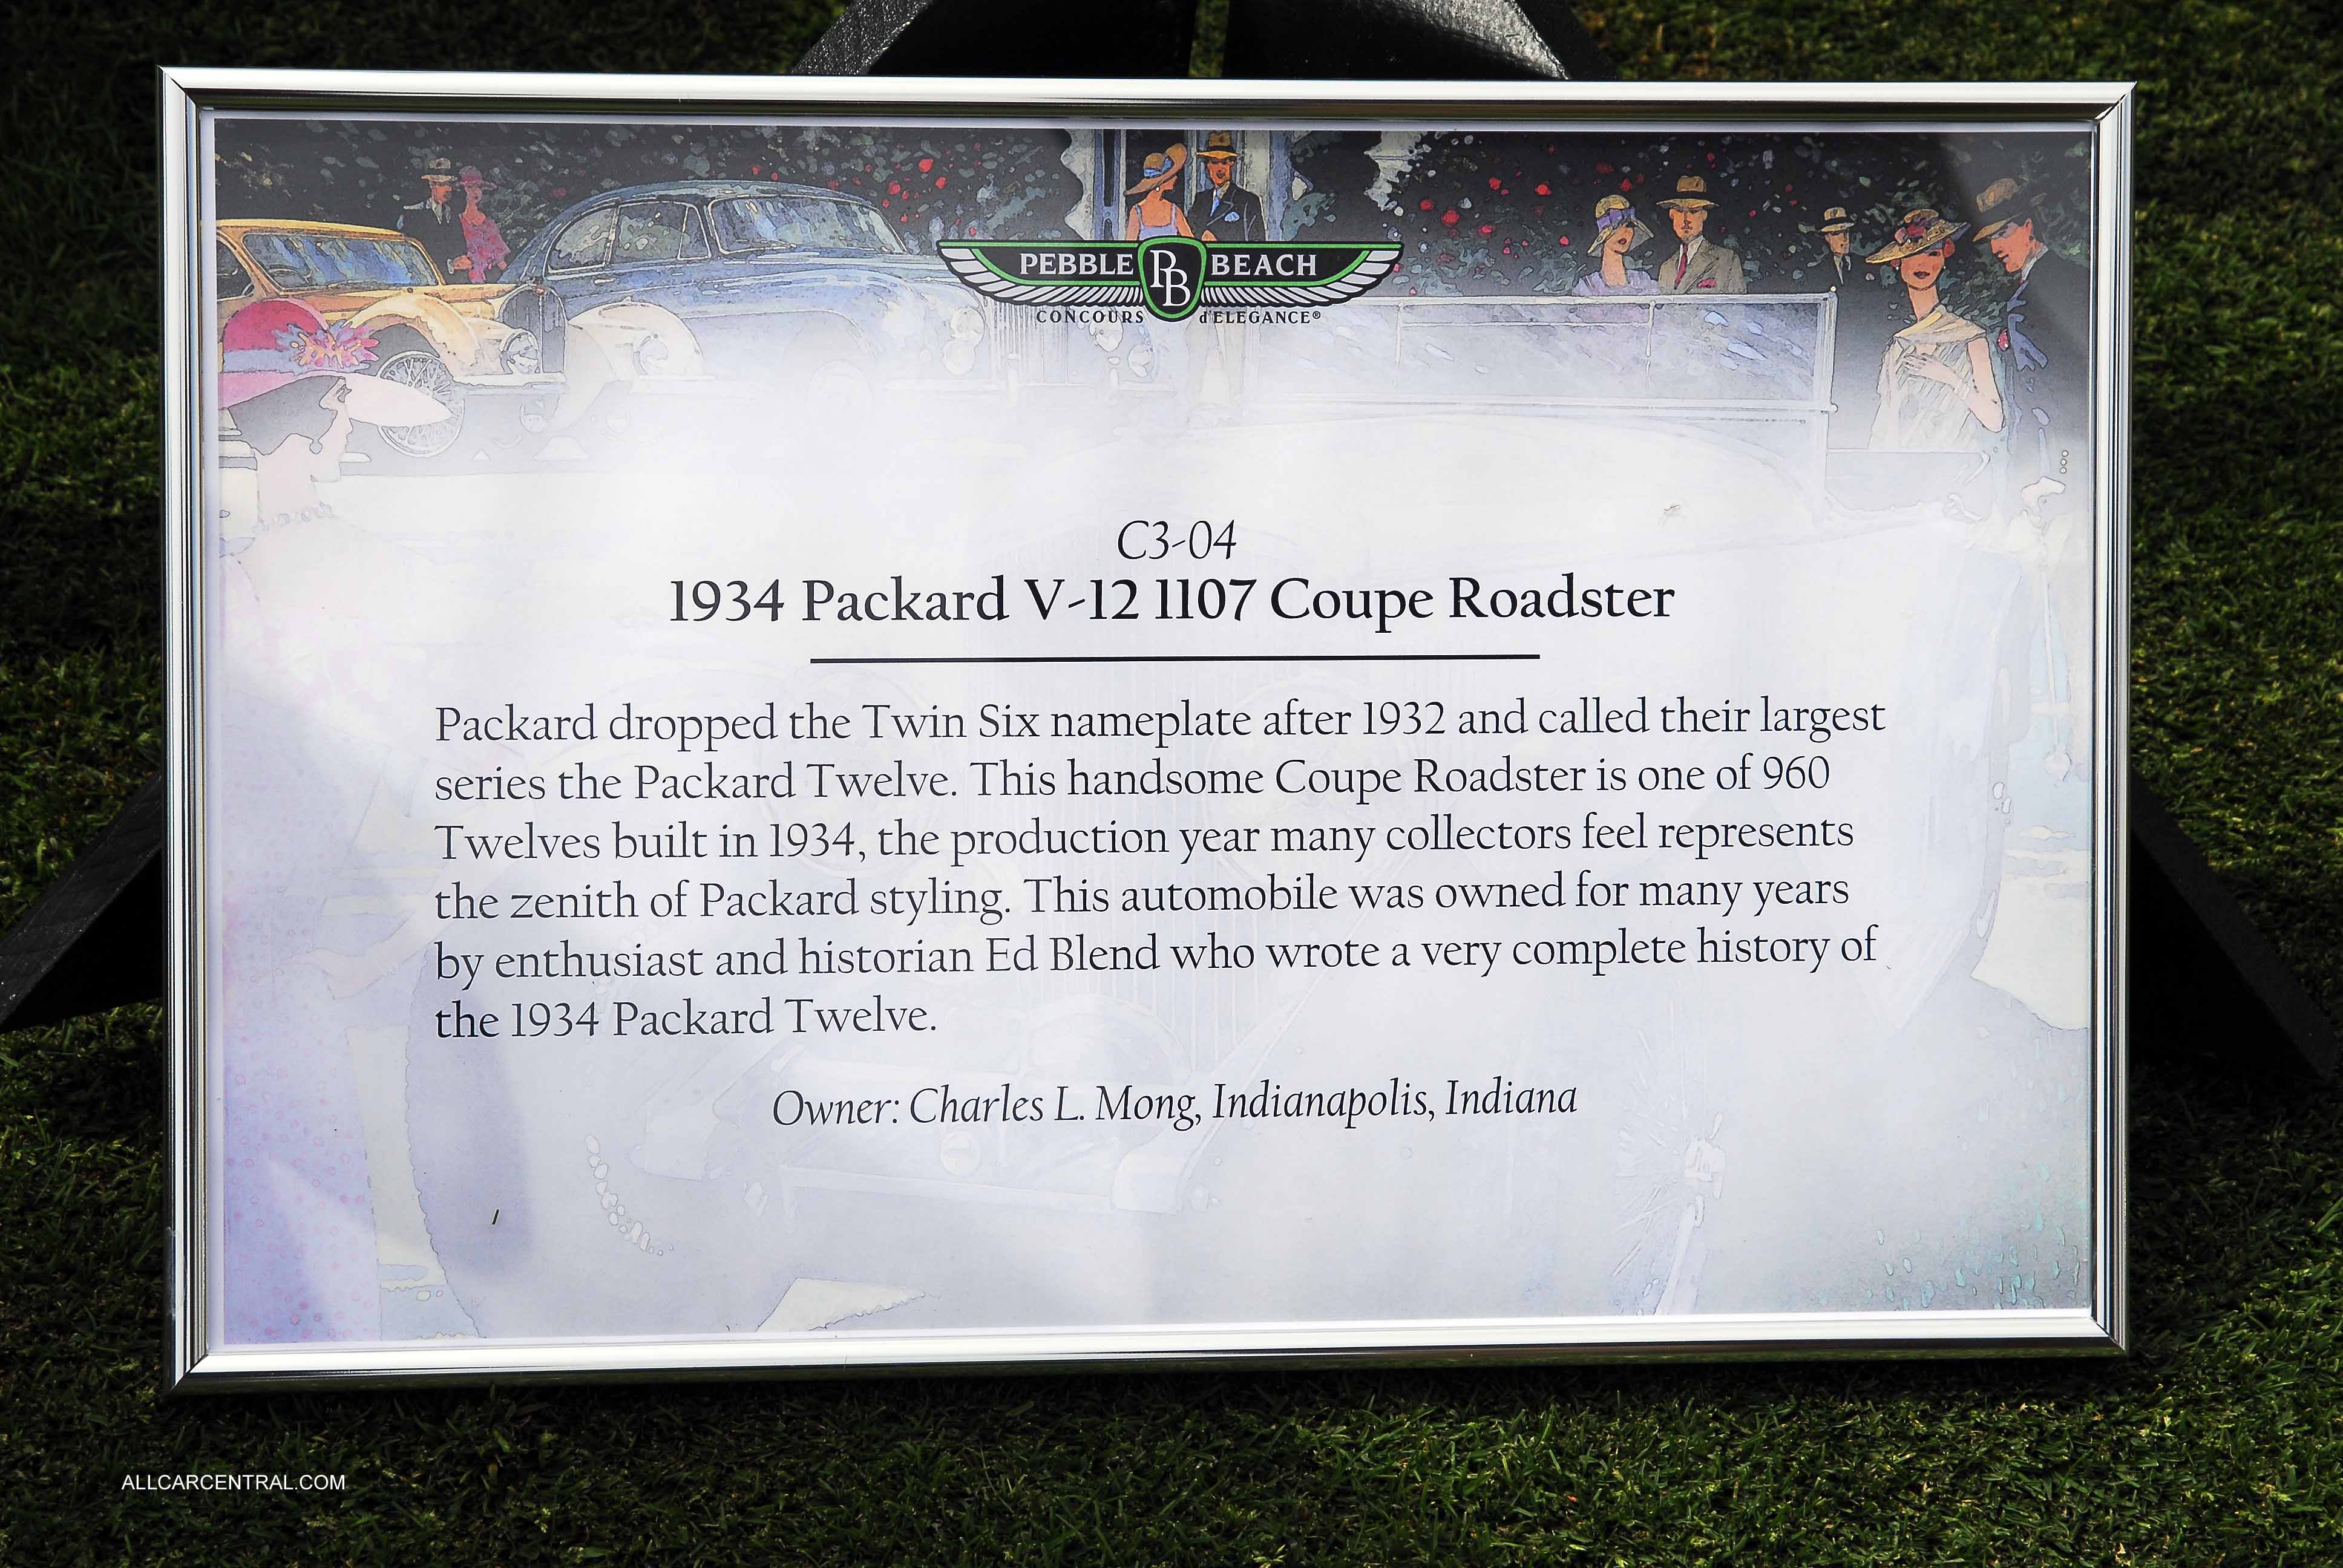 PEBBLE PB BEACH
CONCOURS d'ELEGANCE®
C3-04
1934 Packard V-12 1107 Coupe Roadster
Packard dropped the Twin Six nameplate after 1932 and called their largest
series the Packard Twelve. This handsome Coupe Roadster is one of 960
Twelves built in 1934, the production year many collectors feel represents
the zenith of Packard styling. This automobile was owned for many years
by enthusiast and historian Ed Blend who wrote a very complete history of
the 1934 Packard Twelve.
Owner: Charles L. Mong, Indianapolis, Indiana
ALLCARCENTRAL.COM